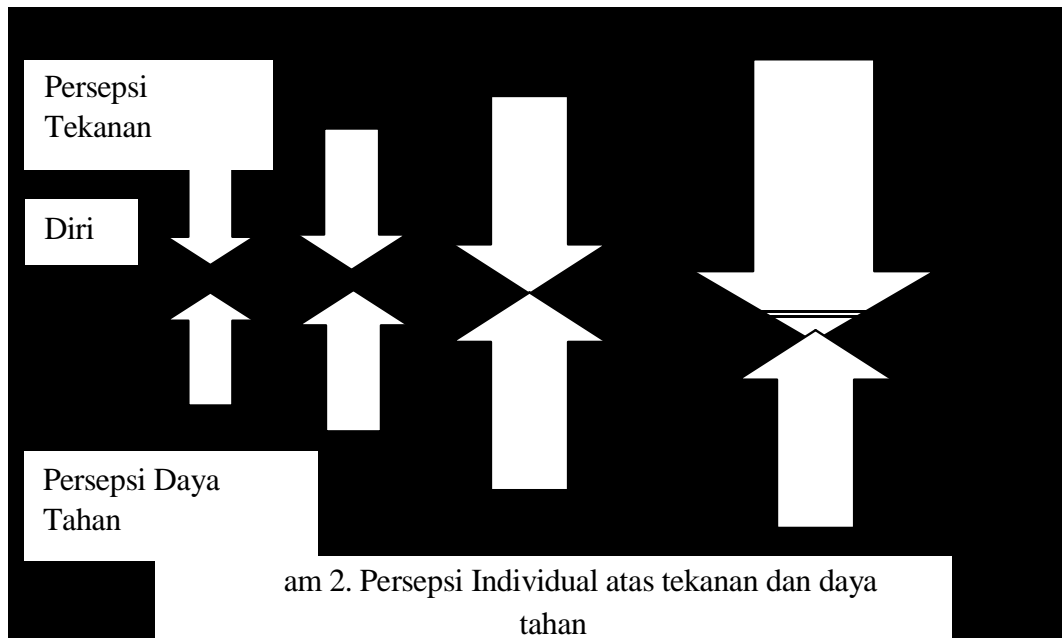 Persepsi
Tekanan
Diri
Persepsi Daya
Tahan
am 2. Persepsi Individual atas tekanan dan daya
tahan